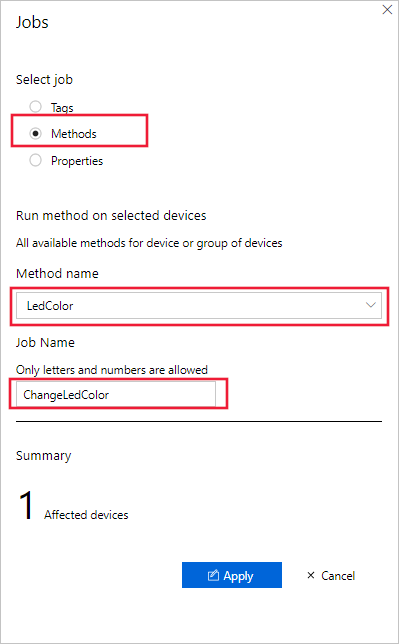 Jobs
Select job
Tags
Methods
Properties
Run method on selected devices
All available methods for device or group of devices
Method name
LedColor
Job Name
Only letters and numbers are allowed
ChangeLedColor
Summary
1 Affected devices
Apply Cancel